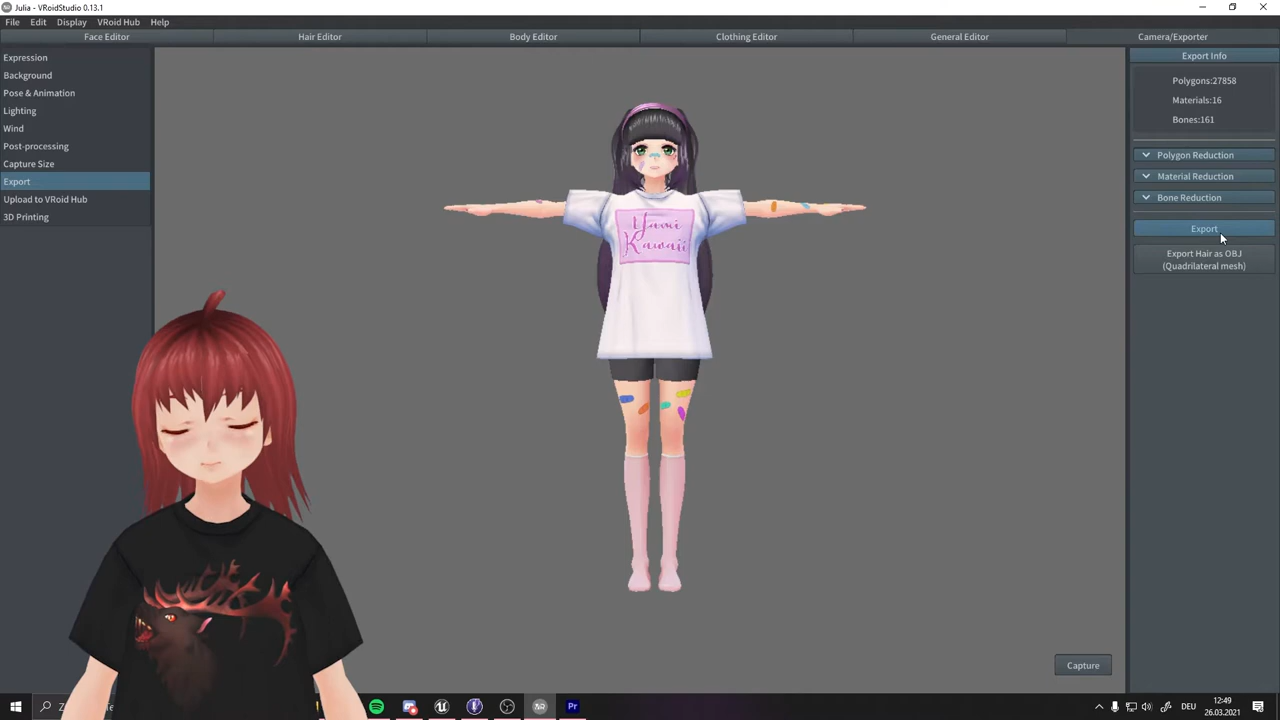 Julia - VRoidStudio 0.13.1
File Edit Display VRoid Hub Help
Face Editor Hair Editor Body Editor Clothing Editor General Editor Camera/Exporter
Expression
Background
Pose & Animation
Lighting
Wind
Post-processing
Capture Size
Export
Upload to VRoid Hub
3D Printing
Export Info
Polygons:27858
Materials:16
Bones:161
Polygon Reduction
Material Reduction
Bone Reduction
Export
Export Hair as OBJ
(Quadrilateral mesh)
Yami
Kawaii
Capture
DEU
12:49
26.03.2021